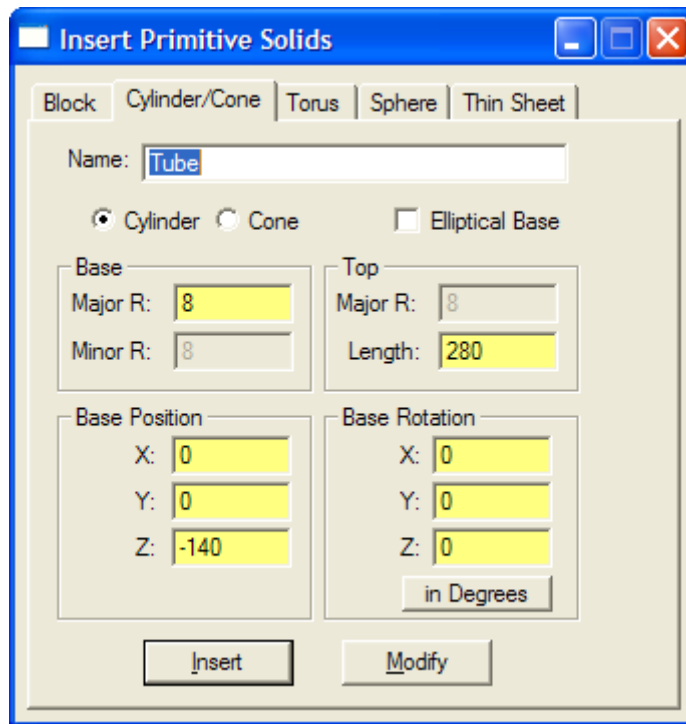 Insert Primitive Solids
Block Cylinder/Cone Torus Sphere Thin Sheet
Name: Tube
Cylinder Cone Elliptical Base
Base Top
Major R: 8 Major R: 8
Minor R: 8 Length: 280
Base Position Base Rotation
X: 0 X: 0
Y: 0 Y: 0
Z: -140 Z: 0
in Degrees
Insert Modify